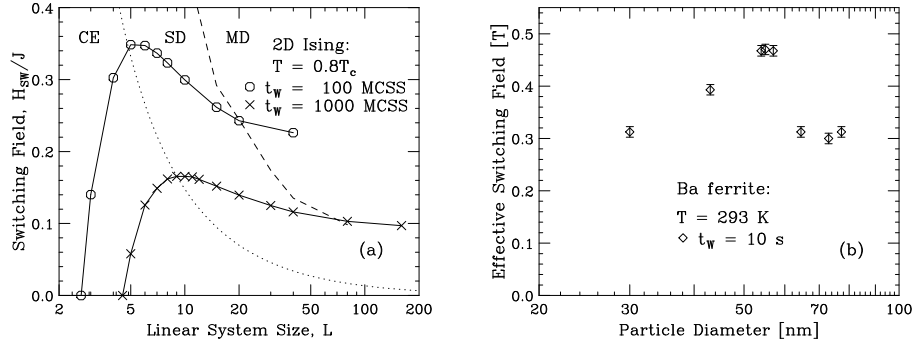 0.4
0.3
0.2
0.1
0.0
Switching Field, H_SW/J
CE
SD
MD
2D Ising:
T = 0.8T_c
t_W = 100 MCSS
t_W = 1000 MCSS
(a)
2 5 10 20 50 100 200
Linear System Size, L
0.5
0.4
0.3
0.2
0.1
0.0
Effective Switching Field [T]
Ba ferrite:
T = 293 K
t_W = 10 s
(b)
20 30 40 50 70 100
Particle Diameter [nm]